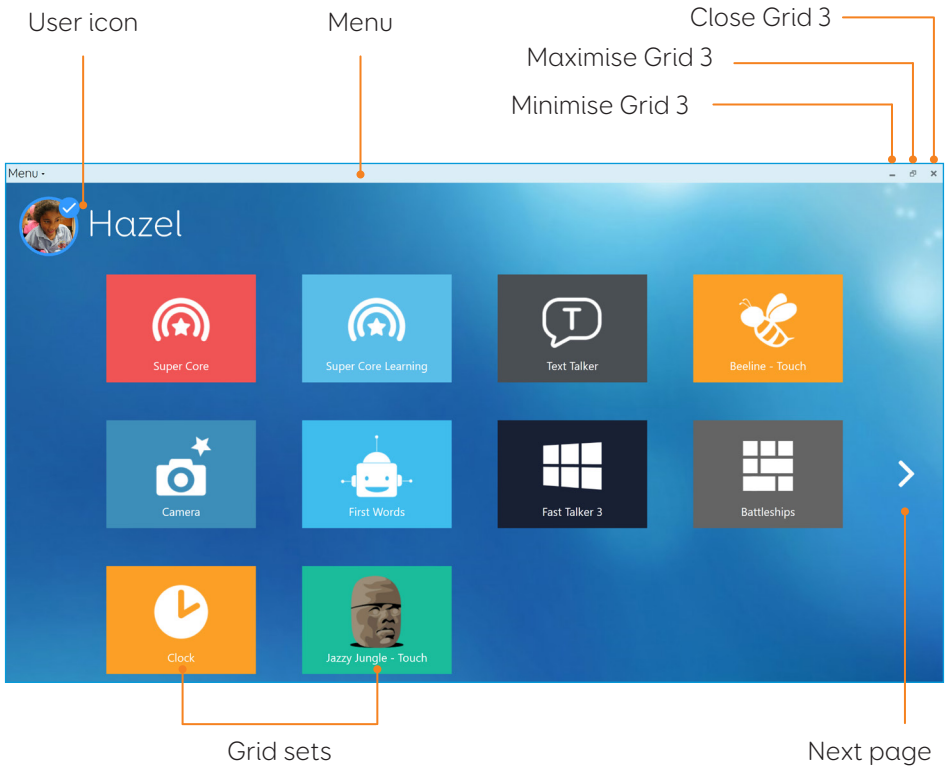 User icon
Menu
Close Grid 3
Maximise Grid 3
Minimise Grid 3
Menu
Hazel
Super Core
Super Core Learning
T
Text Talker
Beeline - Touch
Camera
First Words
Fast Talker 3
Battleships
Clock
Jazzy Jungle - Touch
Grid sets
Next page